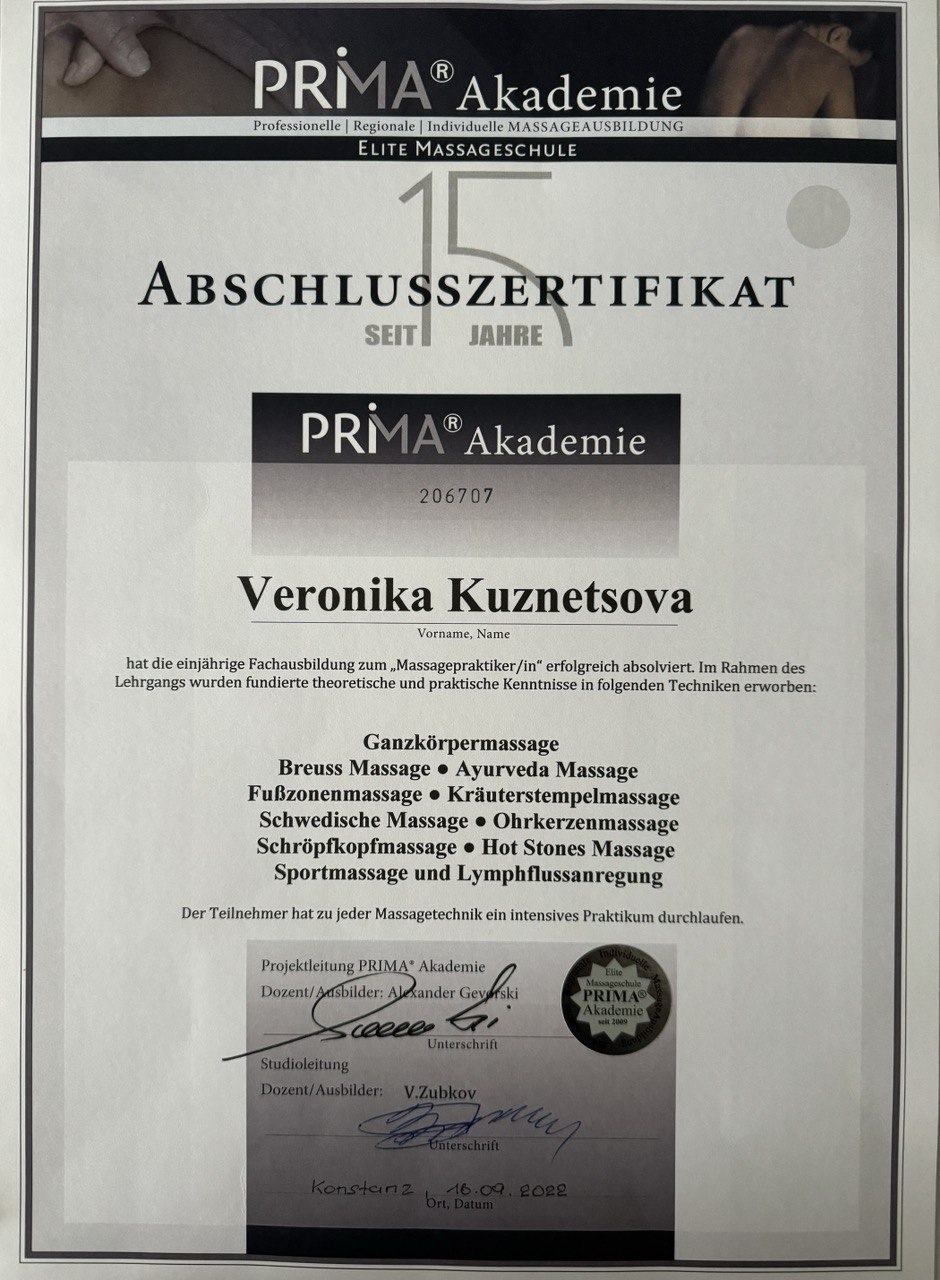 PRIMA® Akademie
Professionelle | Regionale | Individuelle MASSAGEAUSBILDUNG
ELITE MASSAGESCHULE
15
ABSCHLUSSZERTIFIKAT
SEIT JAHRE
PRIMA® Akademie
206707
Veronika Kuznetsova
Vorname, Name
hat die einjährige Fachausbildung zum „Massagepraktiker/in“ erfolgreich absolviert. Im Rahmen des
Lehrgangs wurden fundierte theoretische und praktische Kenntnisse in folgenden Techniken erworben:
Ganzkörpermassage
Breuss Massage ● Ayurveda Massage
Fußzonenmassage ● Kräuterstempelmassage
Schwedische Massage ● Ohrkerzenmassage
Schröpfkopfmassage ● Hot Stones Massage
Sportmassage und Lymphflussanregung
Der Teilnehmer hat zu jeder Massagetechnik ein intensives Praktikum durchlaufen.
Projektleitung PRIMA® Akademie
Dozent/Ausbilder: Alexander Gevorski
Unterschrift
Individuelle
Elite
Massageschule
PRIMA®
Akademie
seit 2009
Studioleitung
Dozent/Ausbilder: V.Zubkov
Unterschrift
Konstanz, 16.09.2022
Ort, Datum